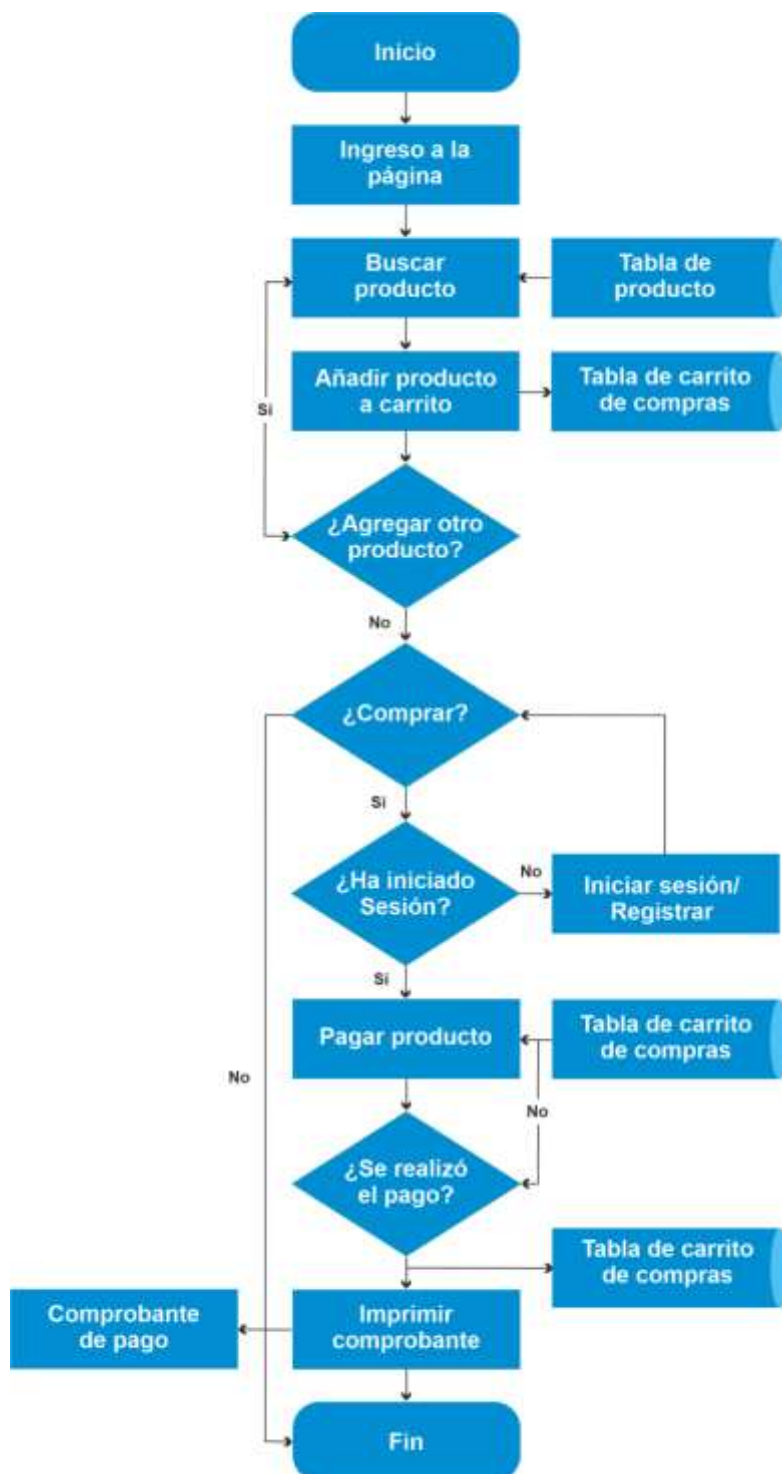 Inicio
Ingreso a la
página
Buscar
producto
Tabla de
producto
Añadir producto
a carrito
Tabla de carrito
de compras
Si
¿Agregar otro
producto?
No
¿Comprar?
Si
¿Ha iniciado
Sesión?
No
Iniciar sesión/
Registrar
Si
Pagar producto
Tabla de carrito
de compras
No
No
¿Se realizó
el pago?
Tabla de carrito
de compras
Comprobante
de pago
Imprimir
comprobante
Fin